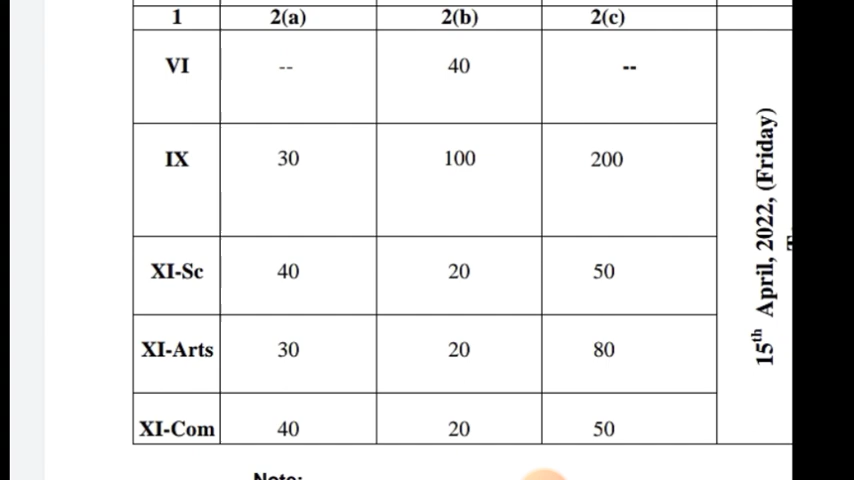 1 2(a) 2(b) 2(c)
VI -- 40 --
IX 30 100 200
XI-Sc 40 20 50
XI-Arts 30 20 80
XI-Com 40 20 50
15th April, 2022, (Friday)
Note: